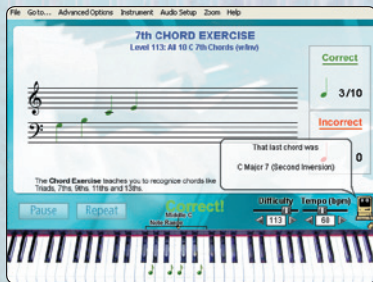 File Go to... Advanced Options Instrument Audio Setup Zoom Help
7th CHORD EXERCISE
Level 113: All 10 C 7th Chords (w/inv)
Correct
3/10
Incorrect
0
That last chord was
C Major 7 (Second Inversion)
The Chord Exercise teaches you to recognize chords like
Triads, 7ths, 9ths, 11ths and 13ths.
Pause
Repeat
Correct!
Middle C
Note Range
Difficulty
113
Tempo (bpm)
68